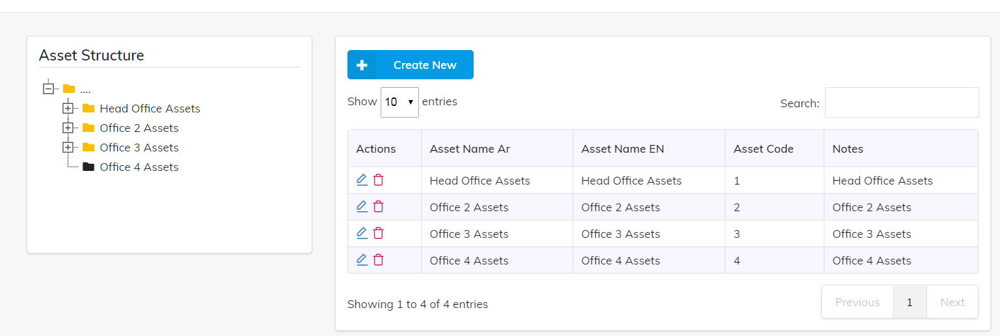 Asset Structure
....
Head Office Assets
Office 2 Assets
Office 3 Assets
Office 4 Assets
Create New
Show 10 entries
Search:
Actions Asset Name Ar Asset Name EN Asset Code Notes
Head Office Assets Head Office Assets 1 Head Office Assets
Office 2 Assets Office 2 Assets 2 Office 2 Assets
Office 3 Assets Office 3 Assets 3 Office 3 Assets
Office 4 Assets Office 4 Assets 4 Office 4 Assets
Showing 1 to 4 of 4 entries
Previous 1 Next